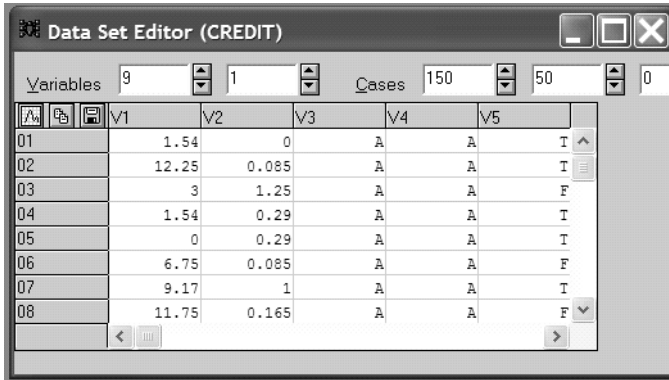 Data Set Editor (CREDIT)
Variables 9 1 Cases 150 50 0
V1 V2 V3 V4 V5
01 1.54 0 A A T
02 12.25 0.085 A A T
03 3 1.25 A A F
04 1.54 0.29 A A T
05 0 0.29 A A T
06 6.75 0.085 A A F
07 9.17 1 A A T
08 11.75 0.165 A A F